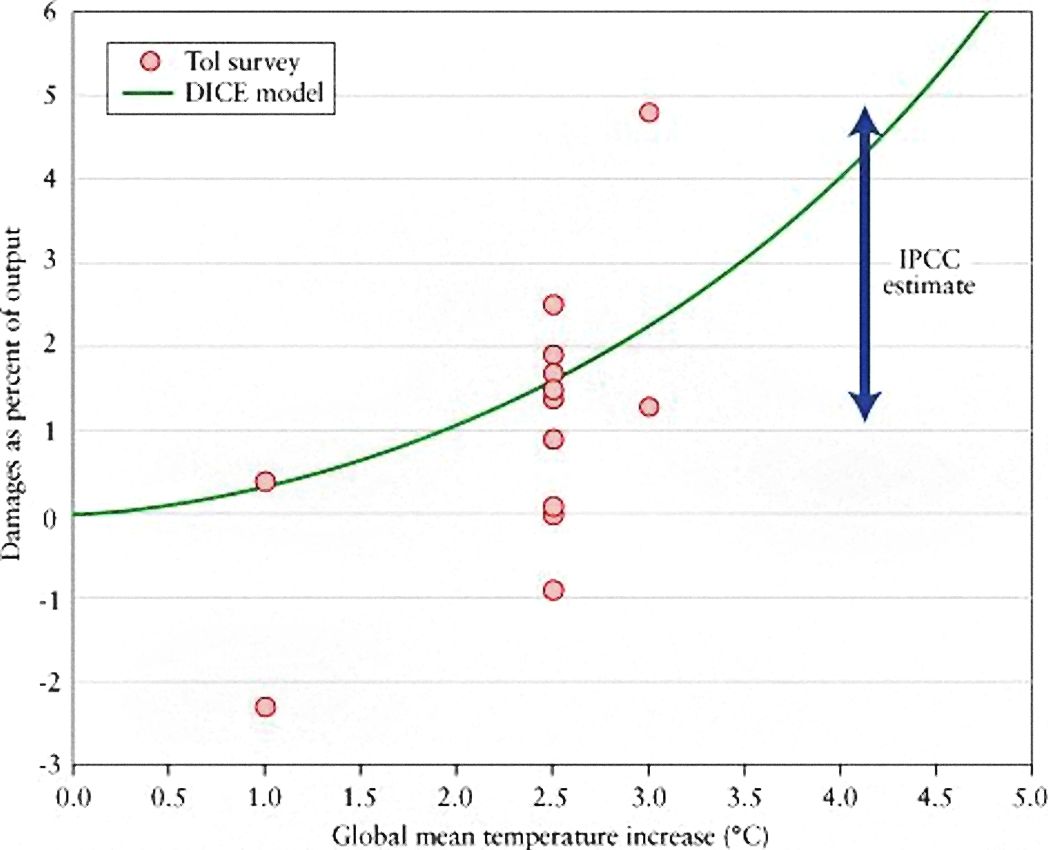 6
5
4
3
2
1
0
-1
-2
-3
Damages as percent of output
Tol survey
DICE model
IPCC
estimate
0.0 0.5 1.0 1.5 2.0 2.5 3.0 3.5 4.0 4.5 5.0
Global mean temperature increase (°C)